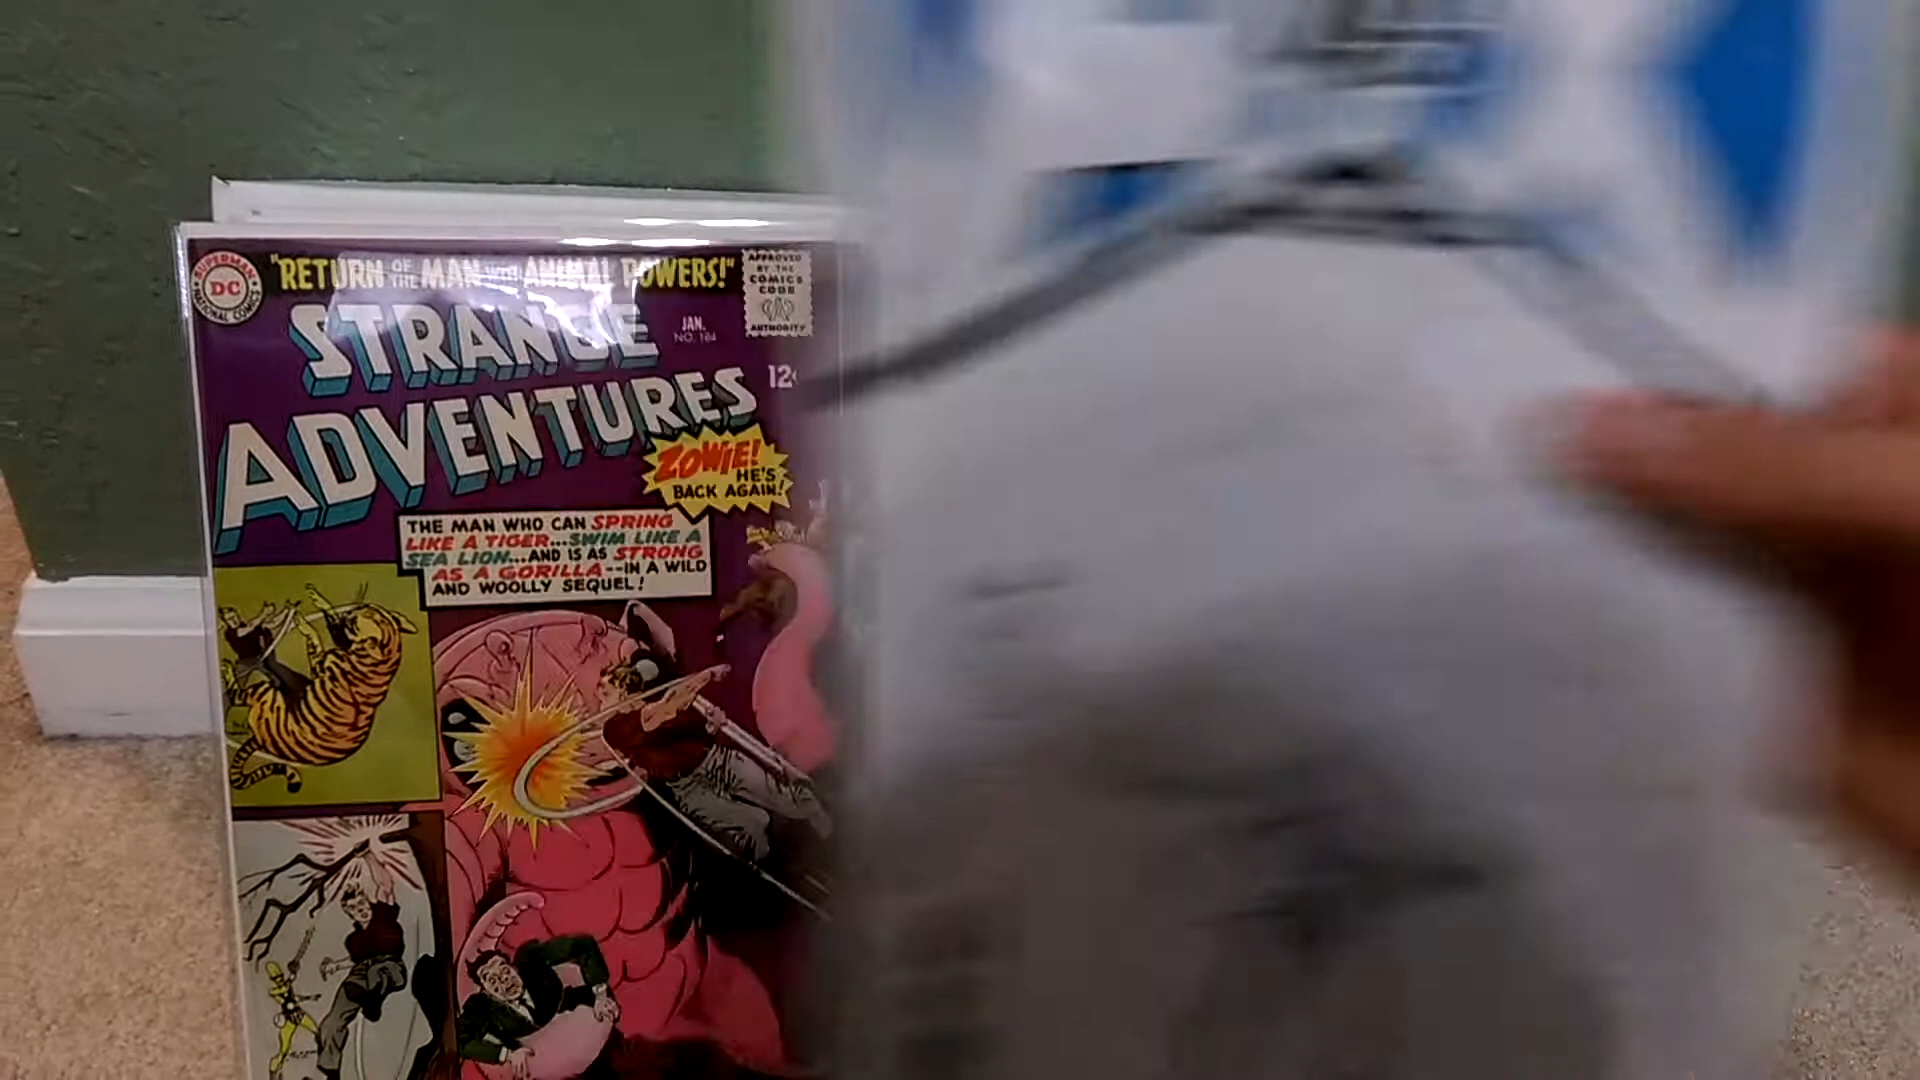 "RETURN OF THE MAN WITH ANIMAL POWERS!"
SUPERMAN
DC
NATIONAL COMICS
APPROVED
BY THE
COMICS
CODE
AUTHORITY
STRANGE
JAN.
NO. 184
12¢
ADVENTURES
ZOWIE!
HE'S
BACK AGAIN!
THE MAN WHO CAN SPRING
LIKE A TIGER...SWIM LIKE A
SEA LION...AND IS AS STRONG
AS A GORILLA--IN A WILD
AND WOOLLY SEQUEL!